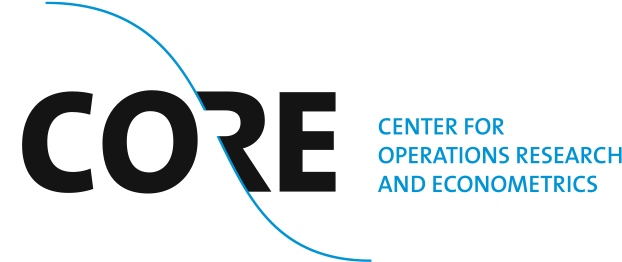 CORE
CENTER FOR
OPERATIONS RESEARCH
AND ECONOMETRICS